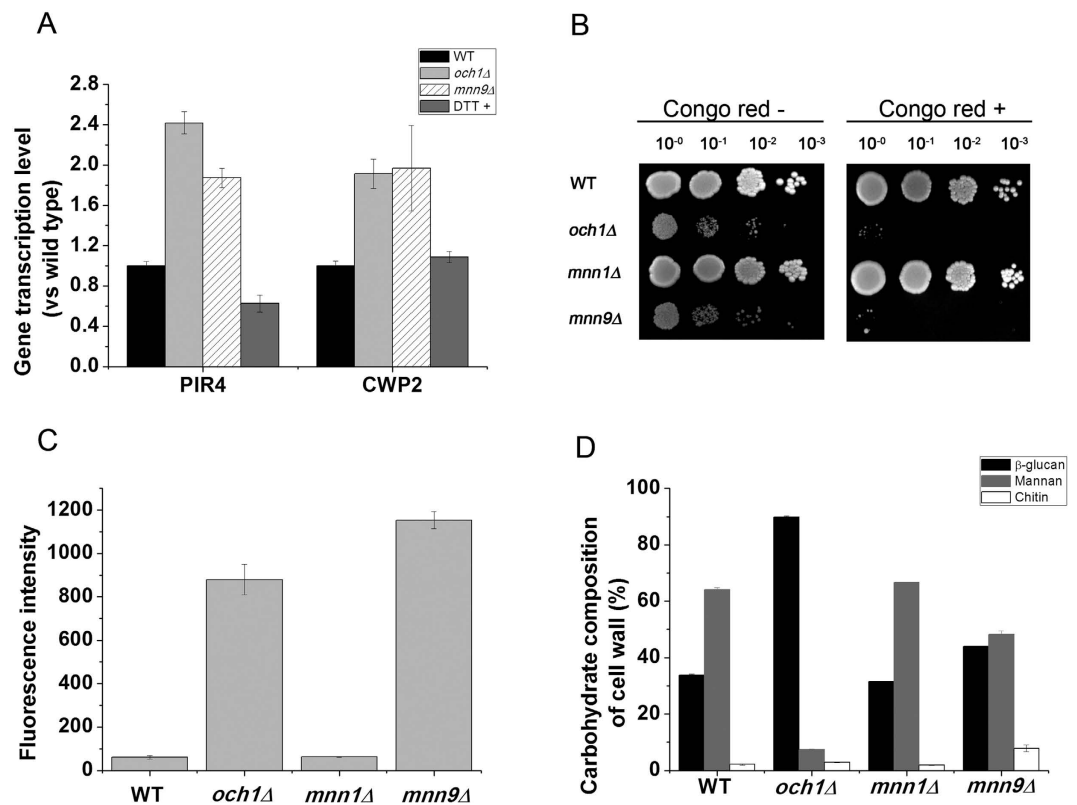 A
WT
och1Δ
mnn9Δ
DTT +
Gene transcription level
(vs wild type)
2.8
2.4
2.0
1.6
1.2
0.8
0.4
0.0
PIR4 CWP2
B
Congo red - Congo red +
10⁻⁰ 10⁻¹ 10⁻² 10⁻³ 10⁻⁰ 10⁻¹ 10⁻² 10⁻³
WT
och1Δ
mnn1Δ
mnn9Δ
C
Fluorescence intensity
1200
1000
800
600
400
200
0
WT och1Δ mnn1Δ mnn9Δ
D
β-glucan
Mannan
Chitin
Carbohydrate composition
of cell wall (%)
100
80
60
40
20
0
WT och1Δ mnn1Δ mnn9Δ